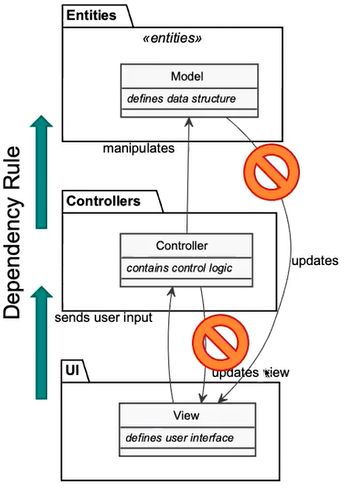 Entities
«entities»
Model
defines data structure
manipulates
Dependency Rule
Controllers
Controller
contains control logic
updates
sends user input
updates view
UI
View
defines user interface